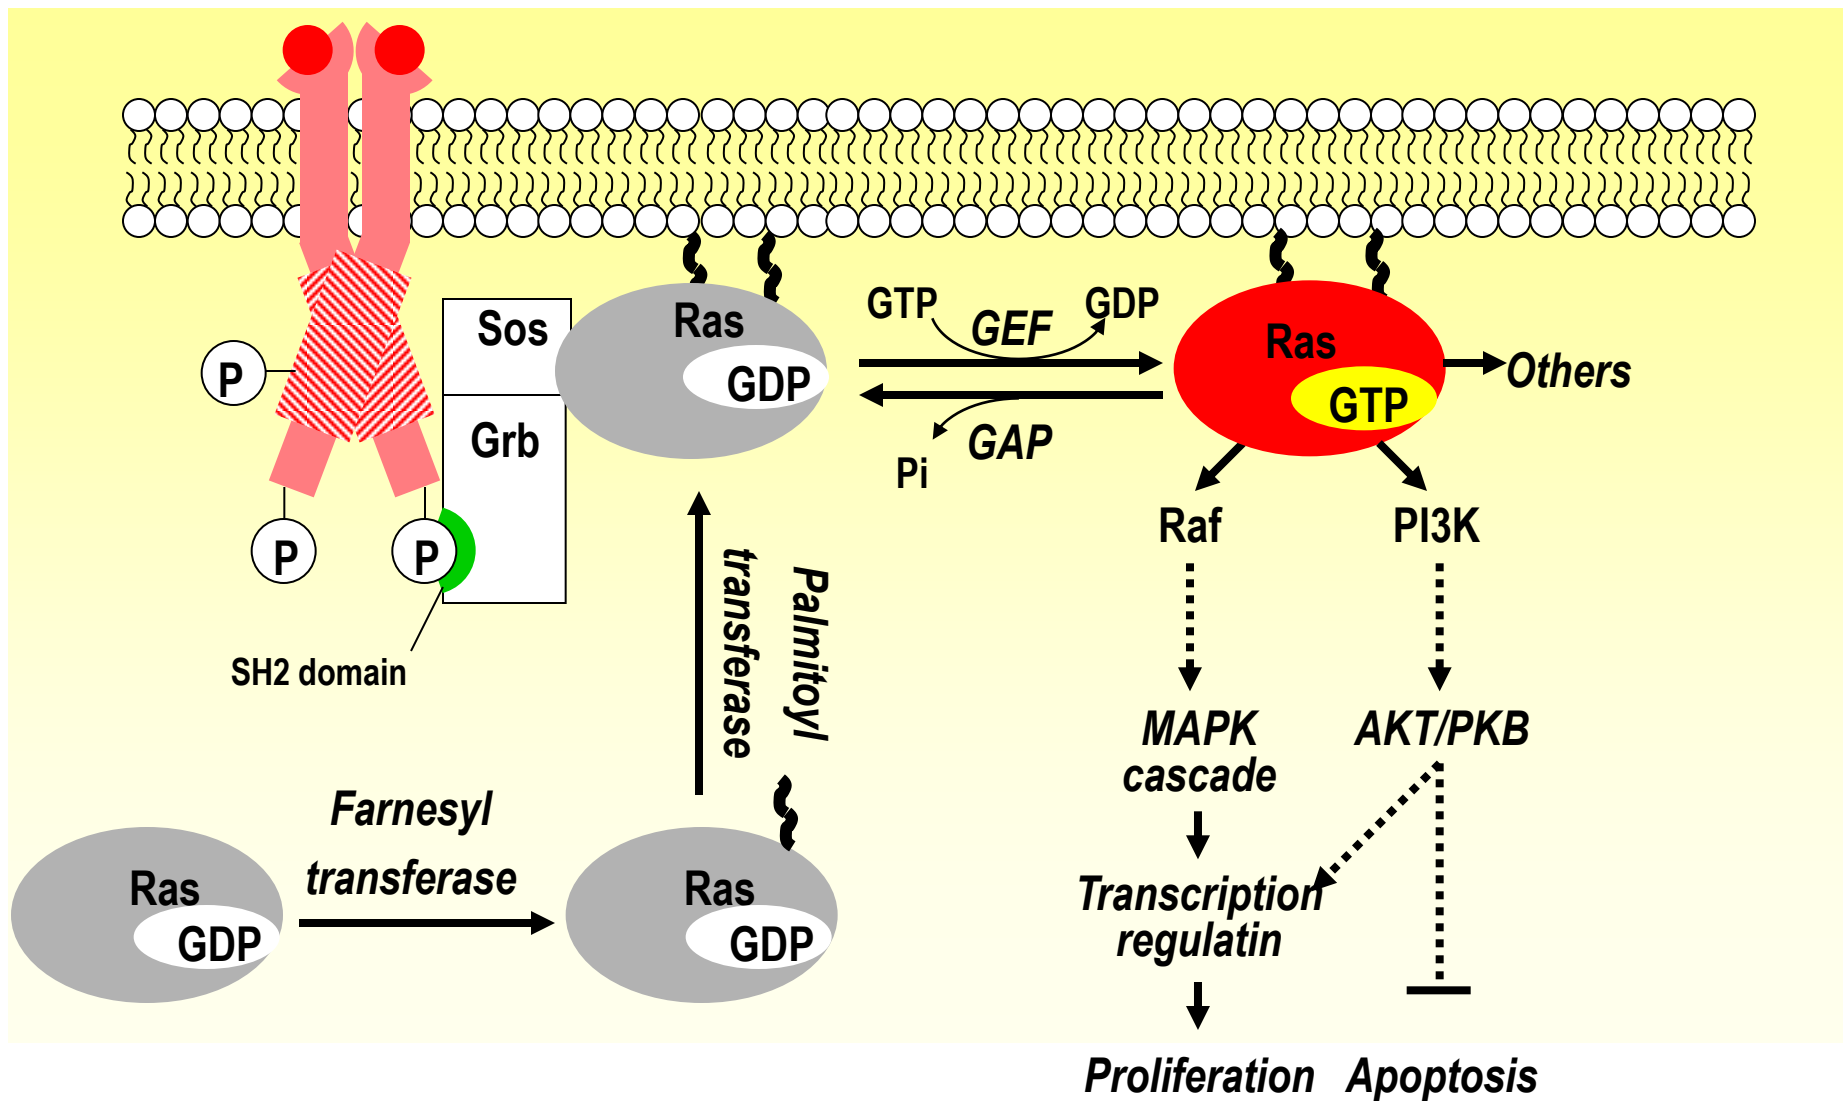 GTP
GEF
GDP
Sos
Ras
GDP
Ras
GTP
Others
P
Grb
GAP
Pi
Raf
PI3K
P
P
SH2 domain
Palmitoyl
transferase
MAPK
cascade
AKT/PKB
Farnesyl
transferase
Ras
GDP
Ras
GDP
Transcription
regulatin
Proliferation
Apoptosis